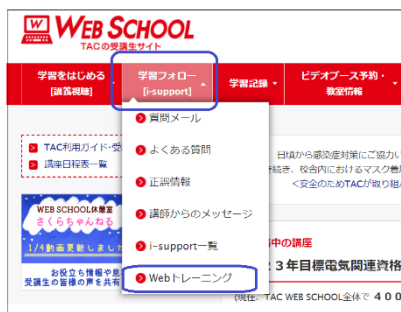 WEB SCHOOL
TACの受講生サイト
学習をはじめる
[講義視聴]
学習フォロー
[i-support]
学習記録
ビデオブース予約・
教室情報
質問メール
よくある質問
正誤情報
講師からのメッセージ
i-support一覧
Webトレーニング
TAC利用ガイド・受
講座日程表一覧
WEB SCHOOL休憩室
さくらちゃんねる
1/4動画更新しました
お役立ち情報や息
受講生の皆様の声を共有
日頃から感染症対策にご協力い
続き、校舎内におけるマスク着用
<安全のためTACが取り組
中の講座
３年目標電気関連資格
(現在、TAC WEB SCHOOL全体で ４００